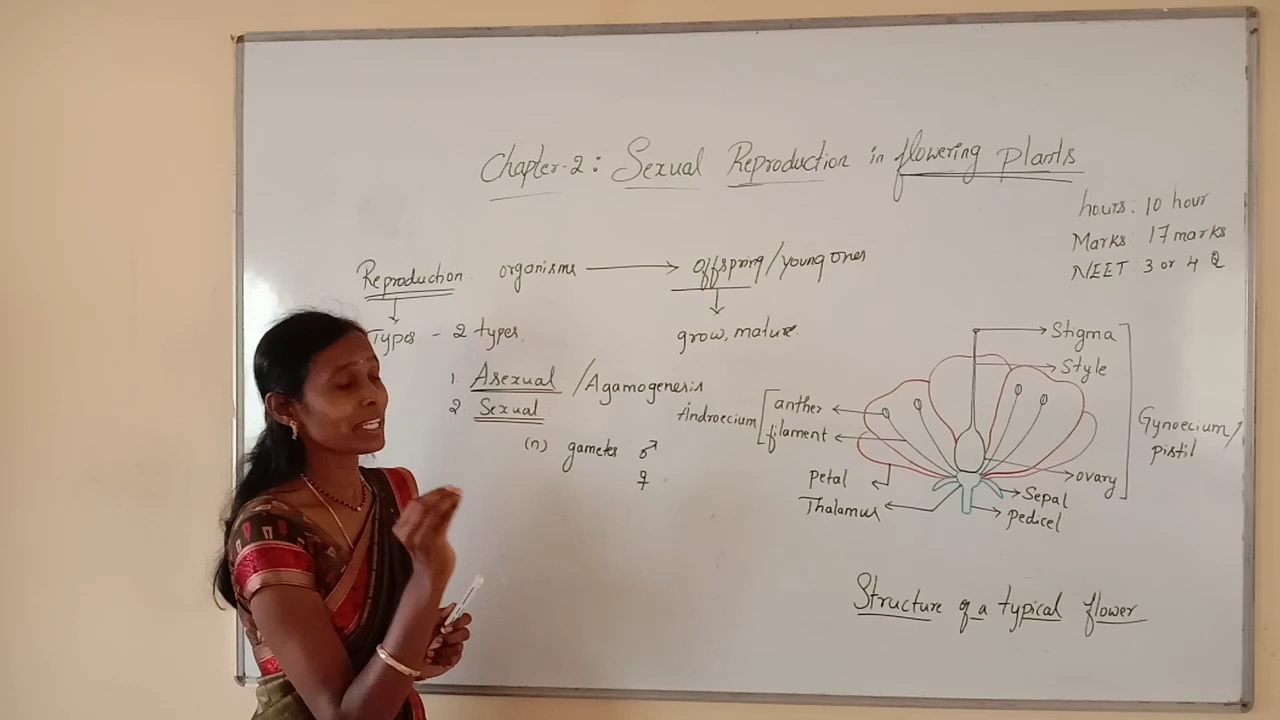 Chapter-2: Sexual Reproduction in flowering plants
hours: 10 hour
Marks: 17 marks
NEET: 3 or 4 Q
Reproduction organisms → offspring/young ones
↓ ↓
Types - 2 types. grow, mature
1. Asexual /Agamogenesis
2. Sexual
(n) gametes ♂
♀
Stigma
Style
Androecium
anther
filament
Gynoecium/
pistil
Petal
ovary
Thalamus
Sepal
Pedicel
Structure of a typical flower